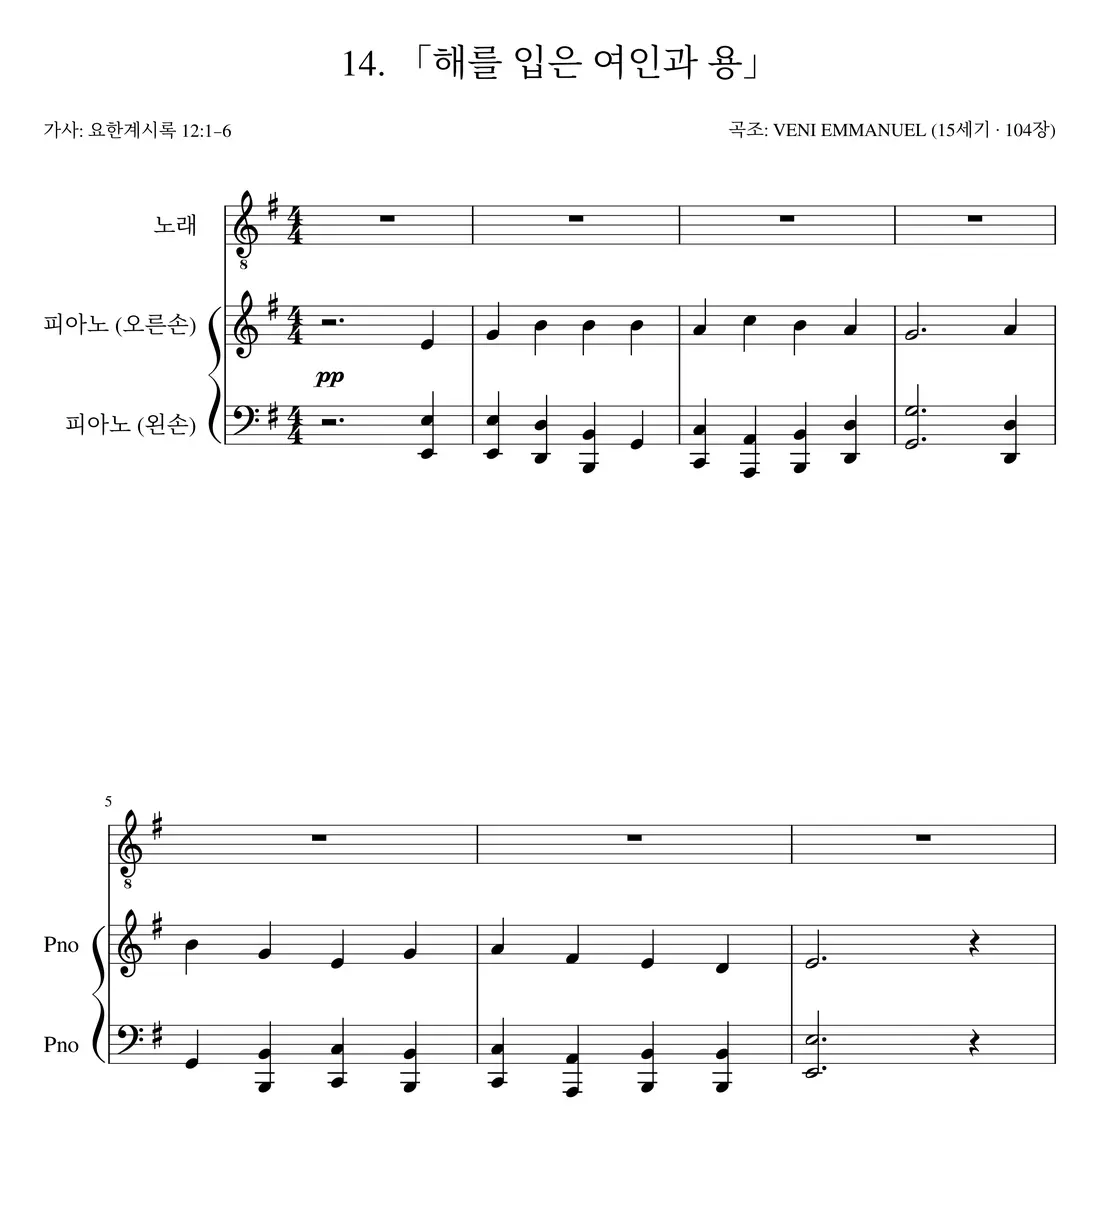 14. 「해를 입은 여인과 용」
가사: 요한계시록 12:1–6
곡조: VENI EMMANUEL (15세기 · 104장)
노래
8
피아노 (오른손)
pp
피아노 (왼손)
5
8
Pno
Pno